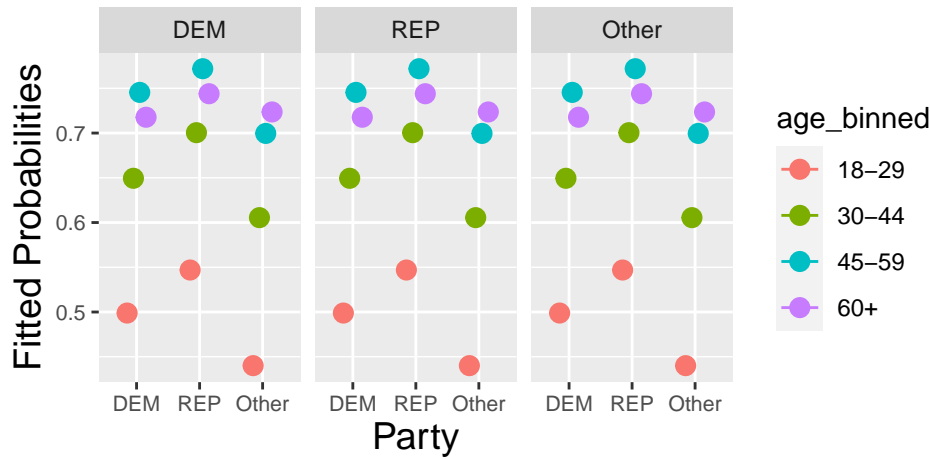 DEM REP Other
Fitted Probabilities
0.7
0.6
0.5
DEM REP Other DEM REP Other DEM REP Other
Party
age_binned
18−29
30−44
45−59
60+